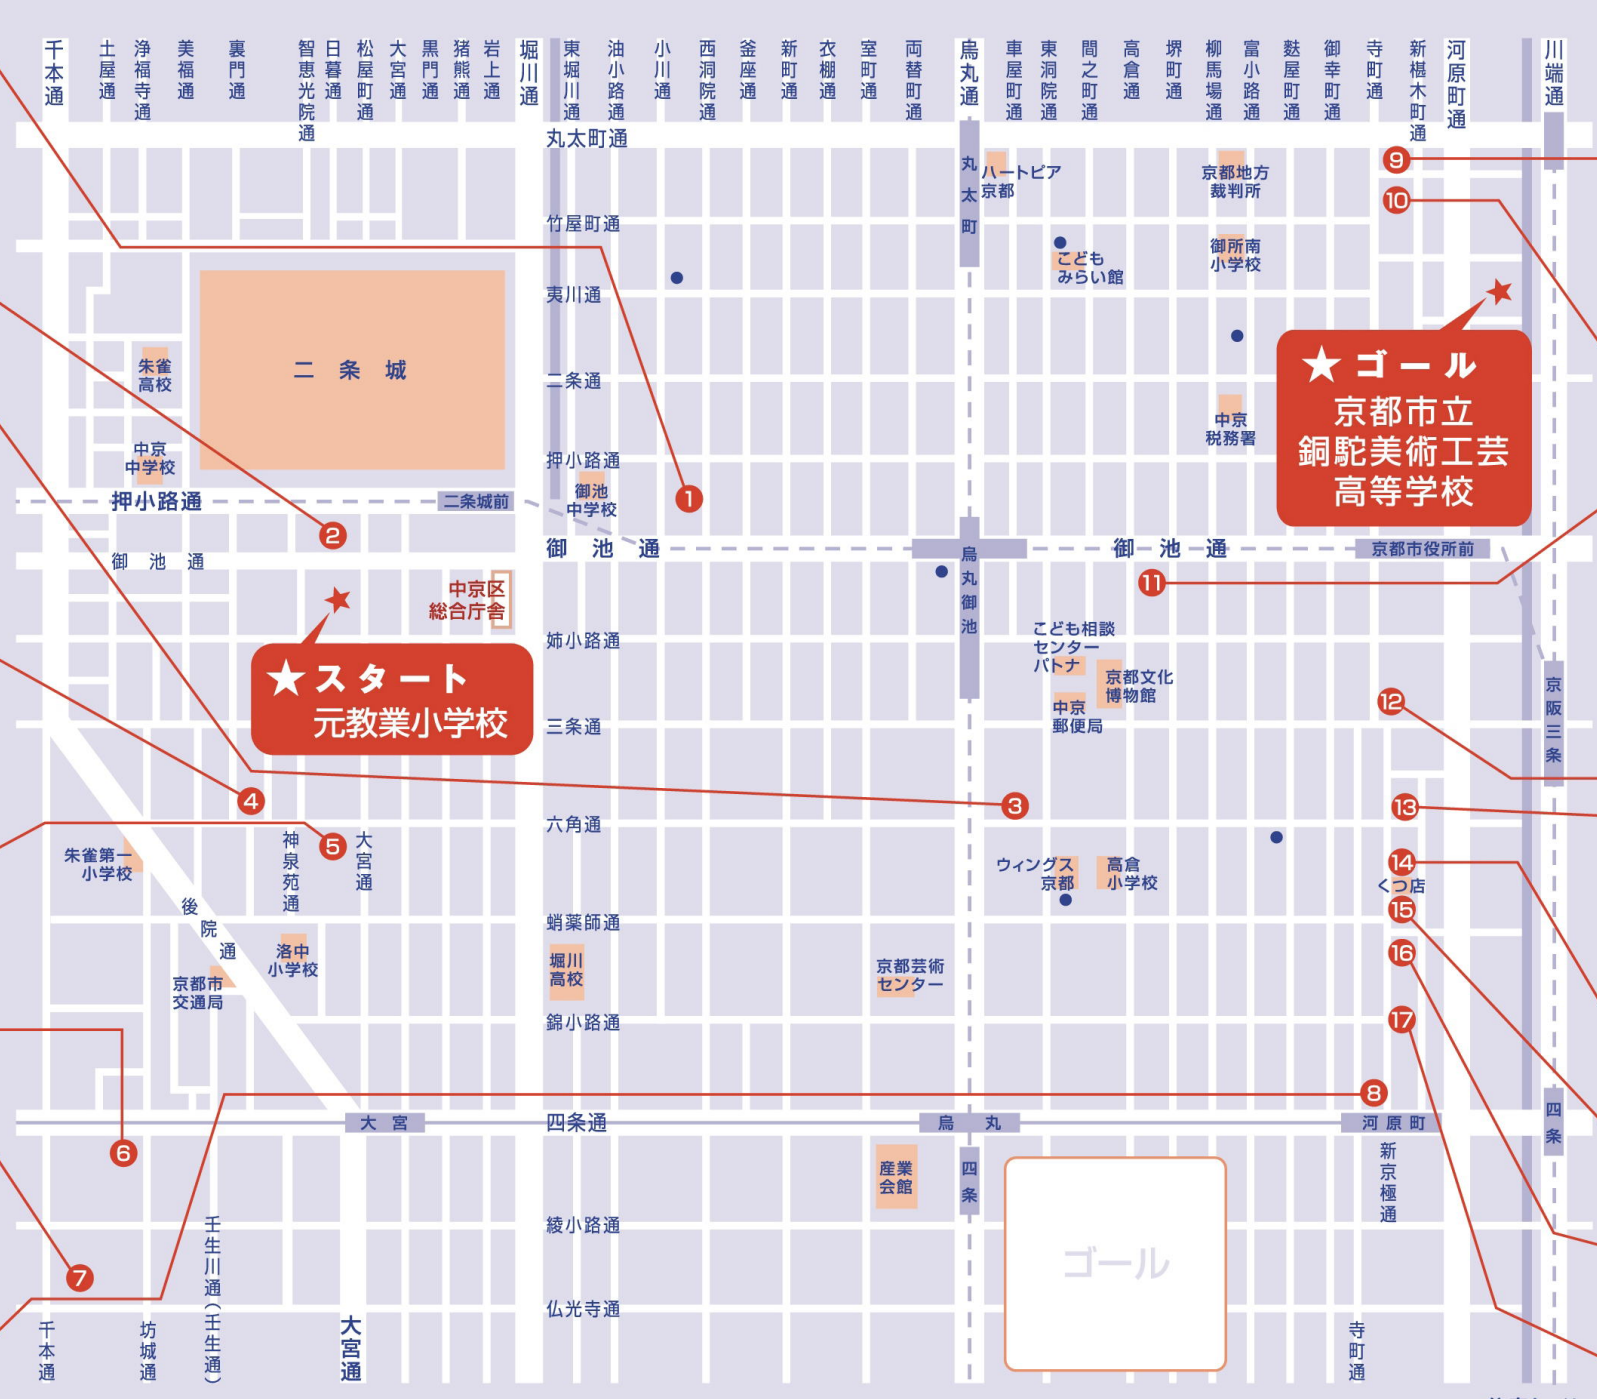 千本通
土屋通
浄福寺通
美福通
裏門通
智恵光院通
日暮通
松屋町通
大宮通
黒門通
猪熊通
岩上通
堀川通
東堀川通
油小路通
小川通
西洞院通
釜座通
新町通
衣棚通
室町通
両替町通
烏丸通
車屋町通
東洞院通
間之町通
高倉通
堺町通
柳馬場通
富小路通
麩屋町通
御幸町通
寺町通
新椹木町通
河原町通
川端通
丸太町通
丸太町
ハートピア
京都
京都地方
裁判所
9
10
竹屋町通
こども
みらい館
御所南
小学校
夷川通
二条城
朱雀
高校
二条通
中京
税務署
★ゴール
京都市立
銅駝美術工芸
高等学校
中京
中学校
押小路通
御池
中学校
1
押小路通
二条城前
2
御池通
御池通
烏丸御池
御池通
京都市役所前
11
中京区
総合庁舎
★スタート
元教業小学校
姉小路通
こども相談
センター
パトナ
京都文化
博物館
中京
郵便局
12
京阪三条
三条通
4
3
13
六角通
5
神泉苑通
大宮通
朱雀第一
小学校
ウィングス
京都
高倉
小学校
14
くつ店
15
後院通
蛸薬師通
洛中
小学校
京都市
交通局
堀川
高校
京都芸術
センター
16
錦小路通
17
8
大宮
四条通
烏丸
河原町
四条
6
産業
会館
四条
新京極通
綾小路通
壬生川通(壬生通)
ゴール
7
仏光寺通
千本通
坊城通
大宮通
寺町通